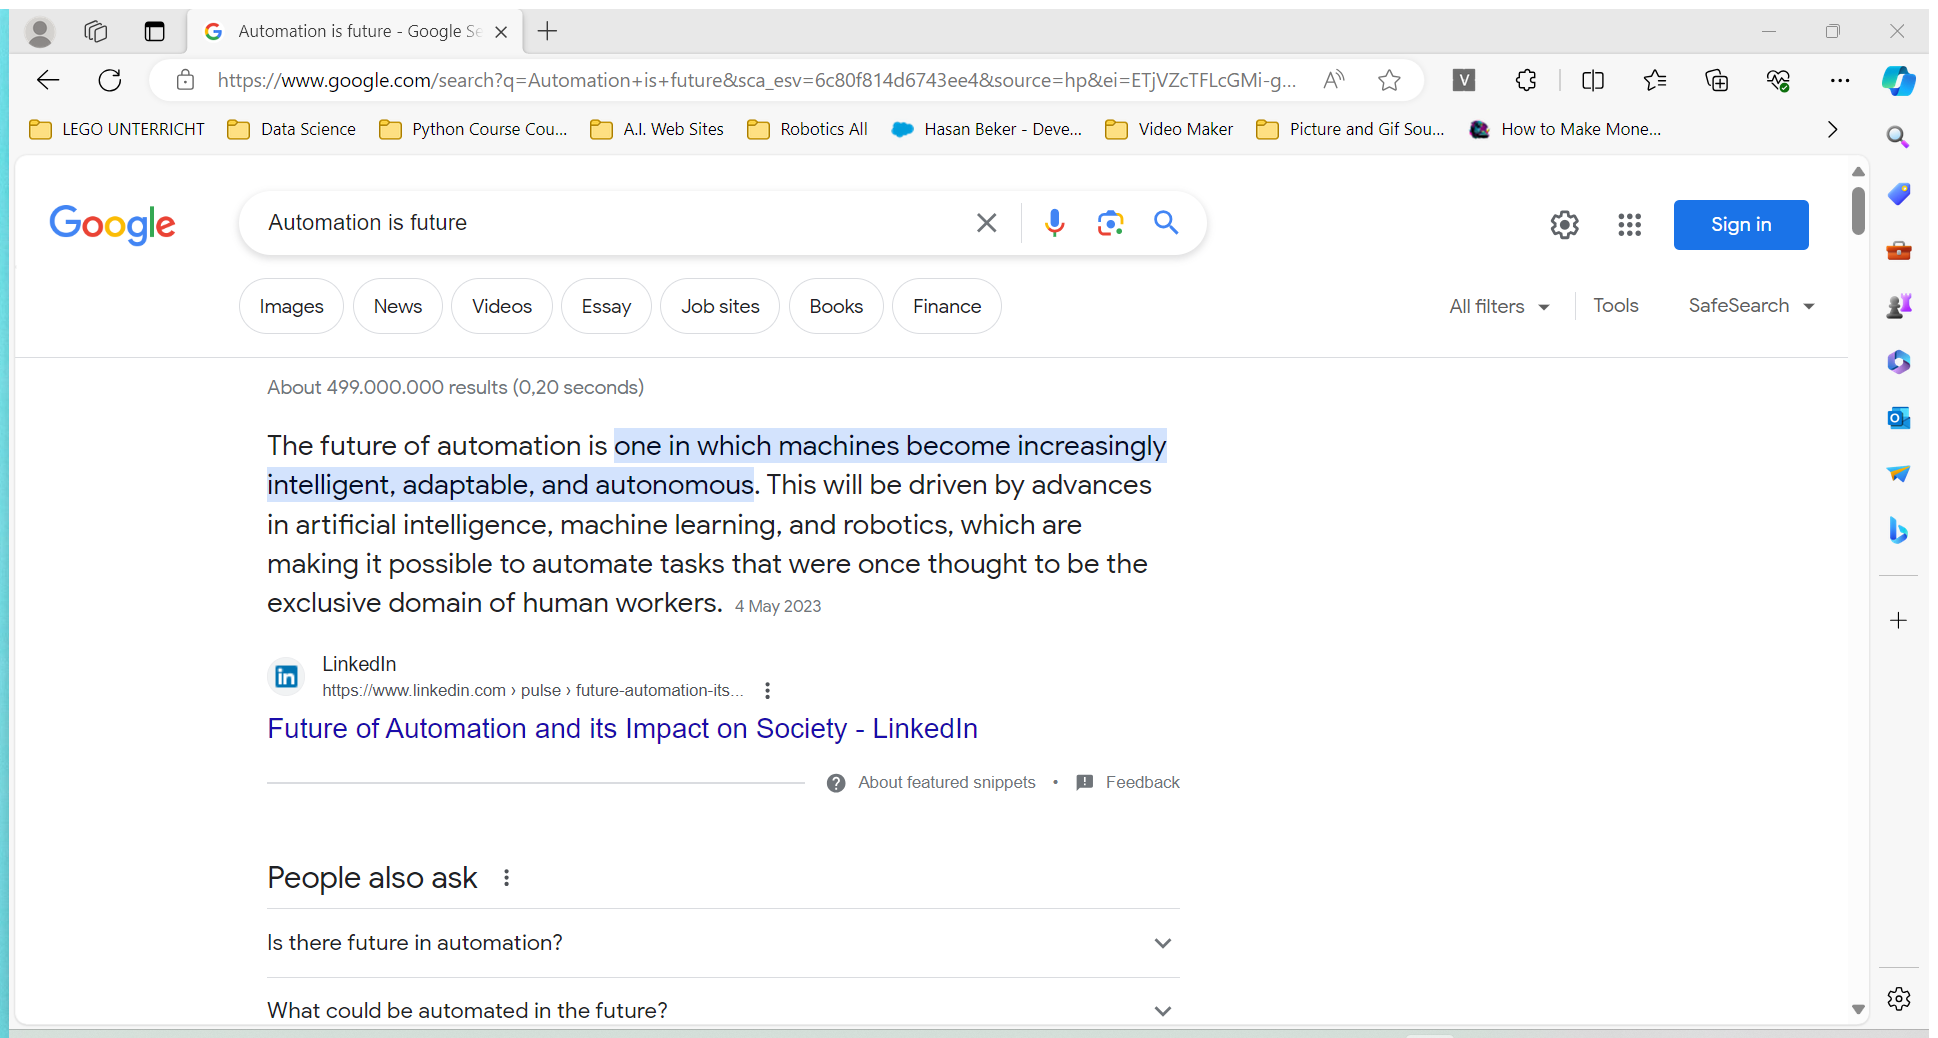 Automation is future - Google Se
https://www.google.com/search?q=Automation+is+future&sca_esv=6c80f814d6743ee4&source=hp&ei=ETjVZcTFLcGMi-g...
V
LEGO UNTERRICHT Data Science Python Course Cou... A.I. Web Sites Robotics All Hasan Beker - Deve... Video Maker Picture and Gif Sou... How to Make Mone...
Google Automation is future Sign in
Images News Videos Essay Job sites Books Finance All filters Tools SafeSearch
About 499.000.000 results (0,20 seconds)
The future of automation is one in which machines become increasingly
intelligent, adaptable, and autonomous. This will be driven by advances
in artificial intelligence, machine learning, and robotics, which are
making it possible to automate tasks that were once thought to be the
exclusive domain of human workers. 4 May 2023
LinkedIn
https://www.linkedin.com › pulse › future-automation-its...
Future of Automation and its Impact on Society - LinkedIn
About featured snippets • Feedback
People also ask
Is there future in automation?
What could be automated in the future?